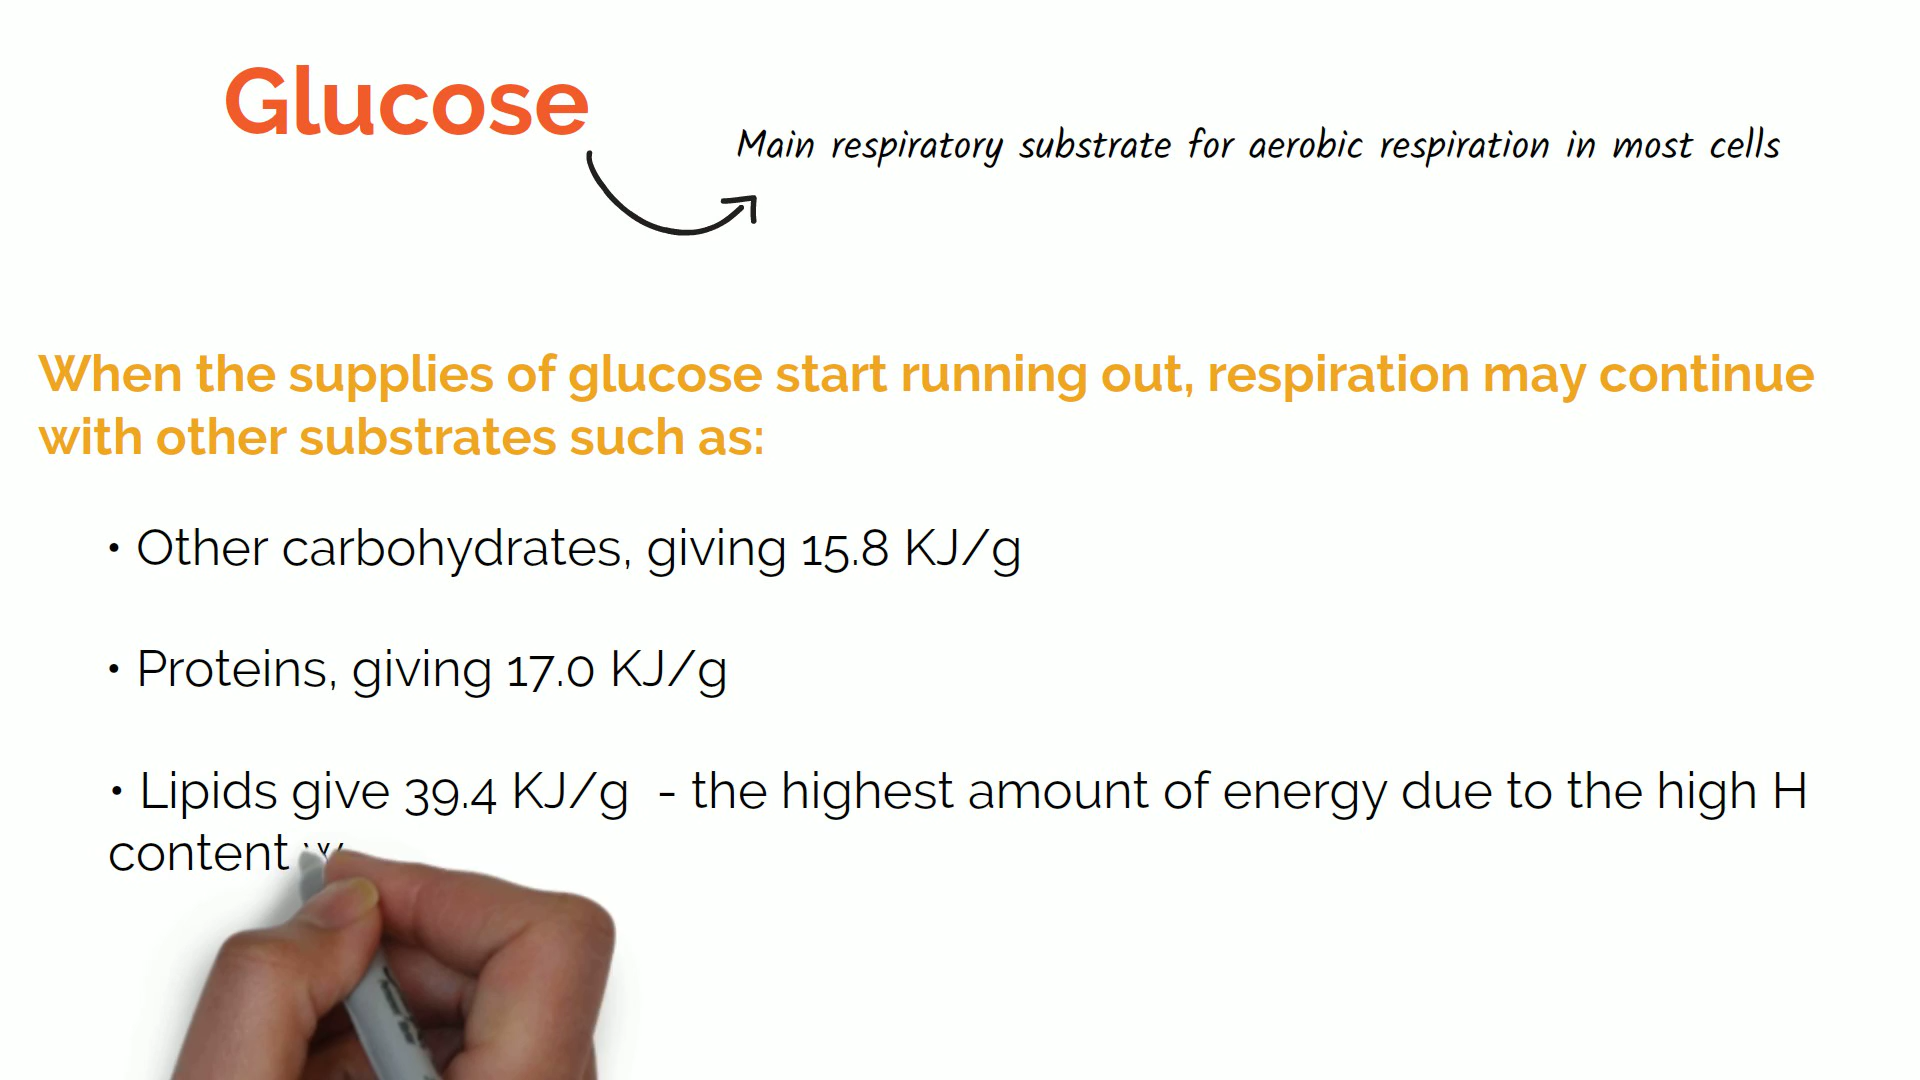 Glucose
Main respiratory substrate for aerobic respiration in most cells
When the supplies of glucose start running out, respiration may continue
with other substrates such as:
• Other carbohydrates, giving 15.8 KJ/g
• Proteins, giving 17.0 KJ/g
• Lipids give 39.4 KJ/g - the highest amount of energy due to the high H
content w